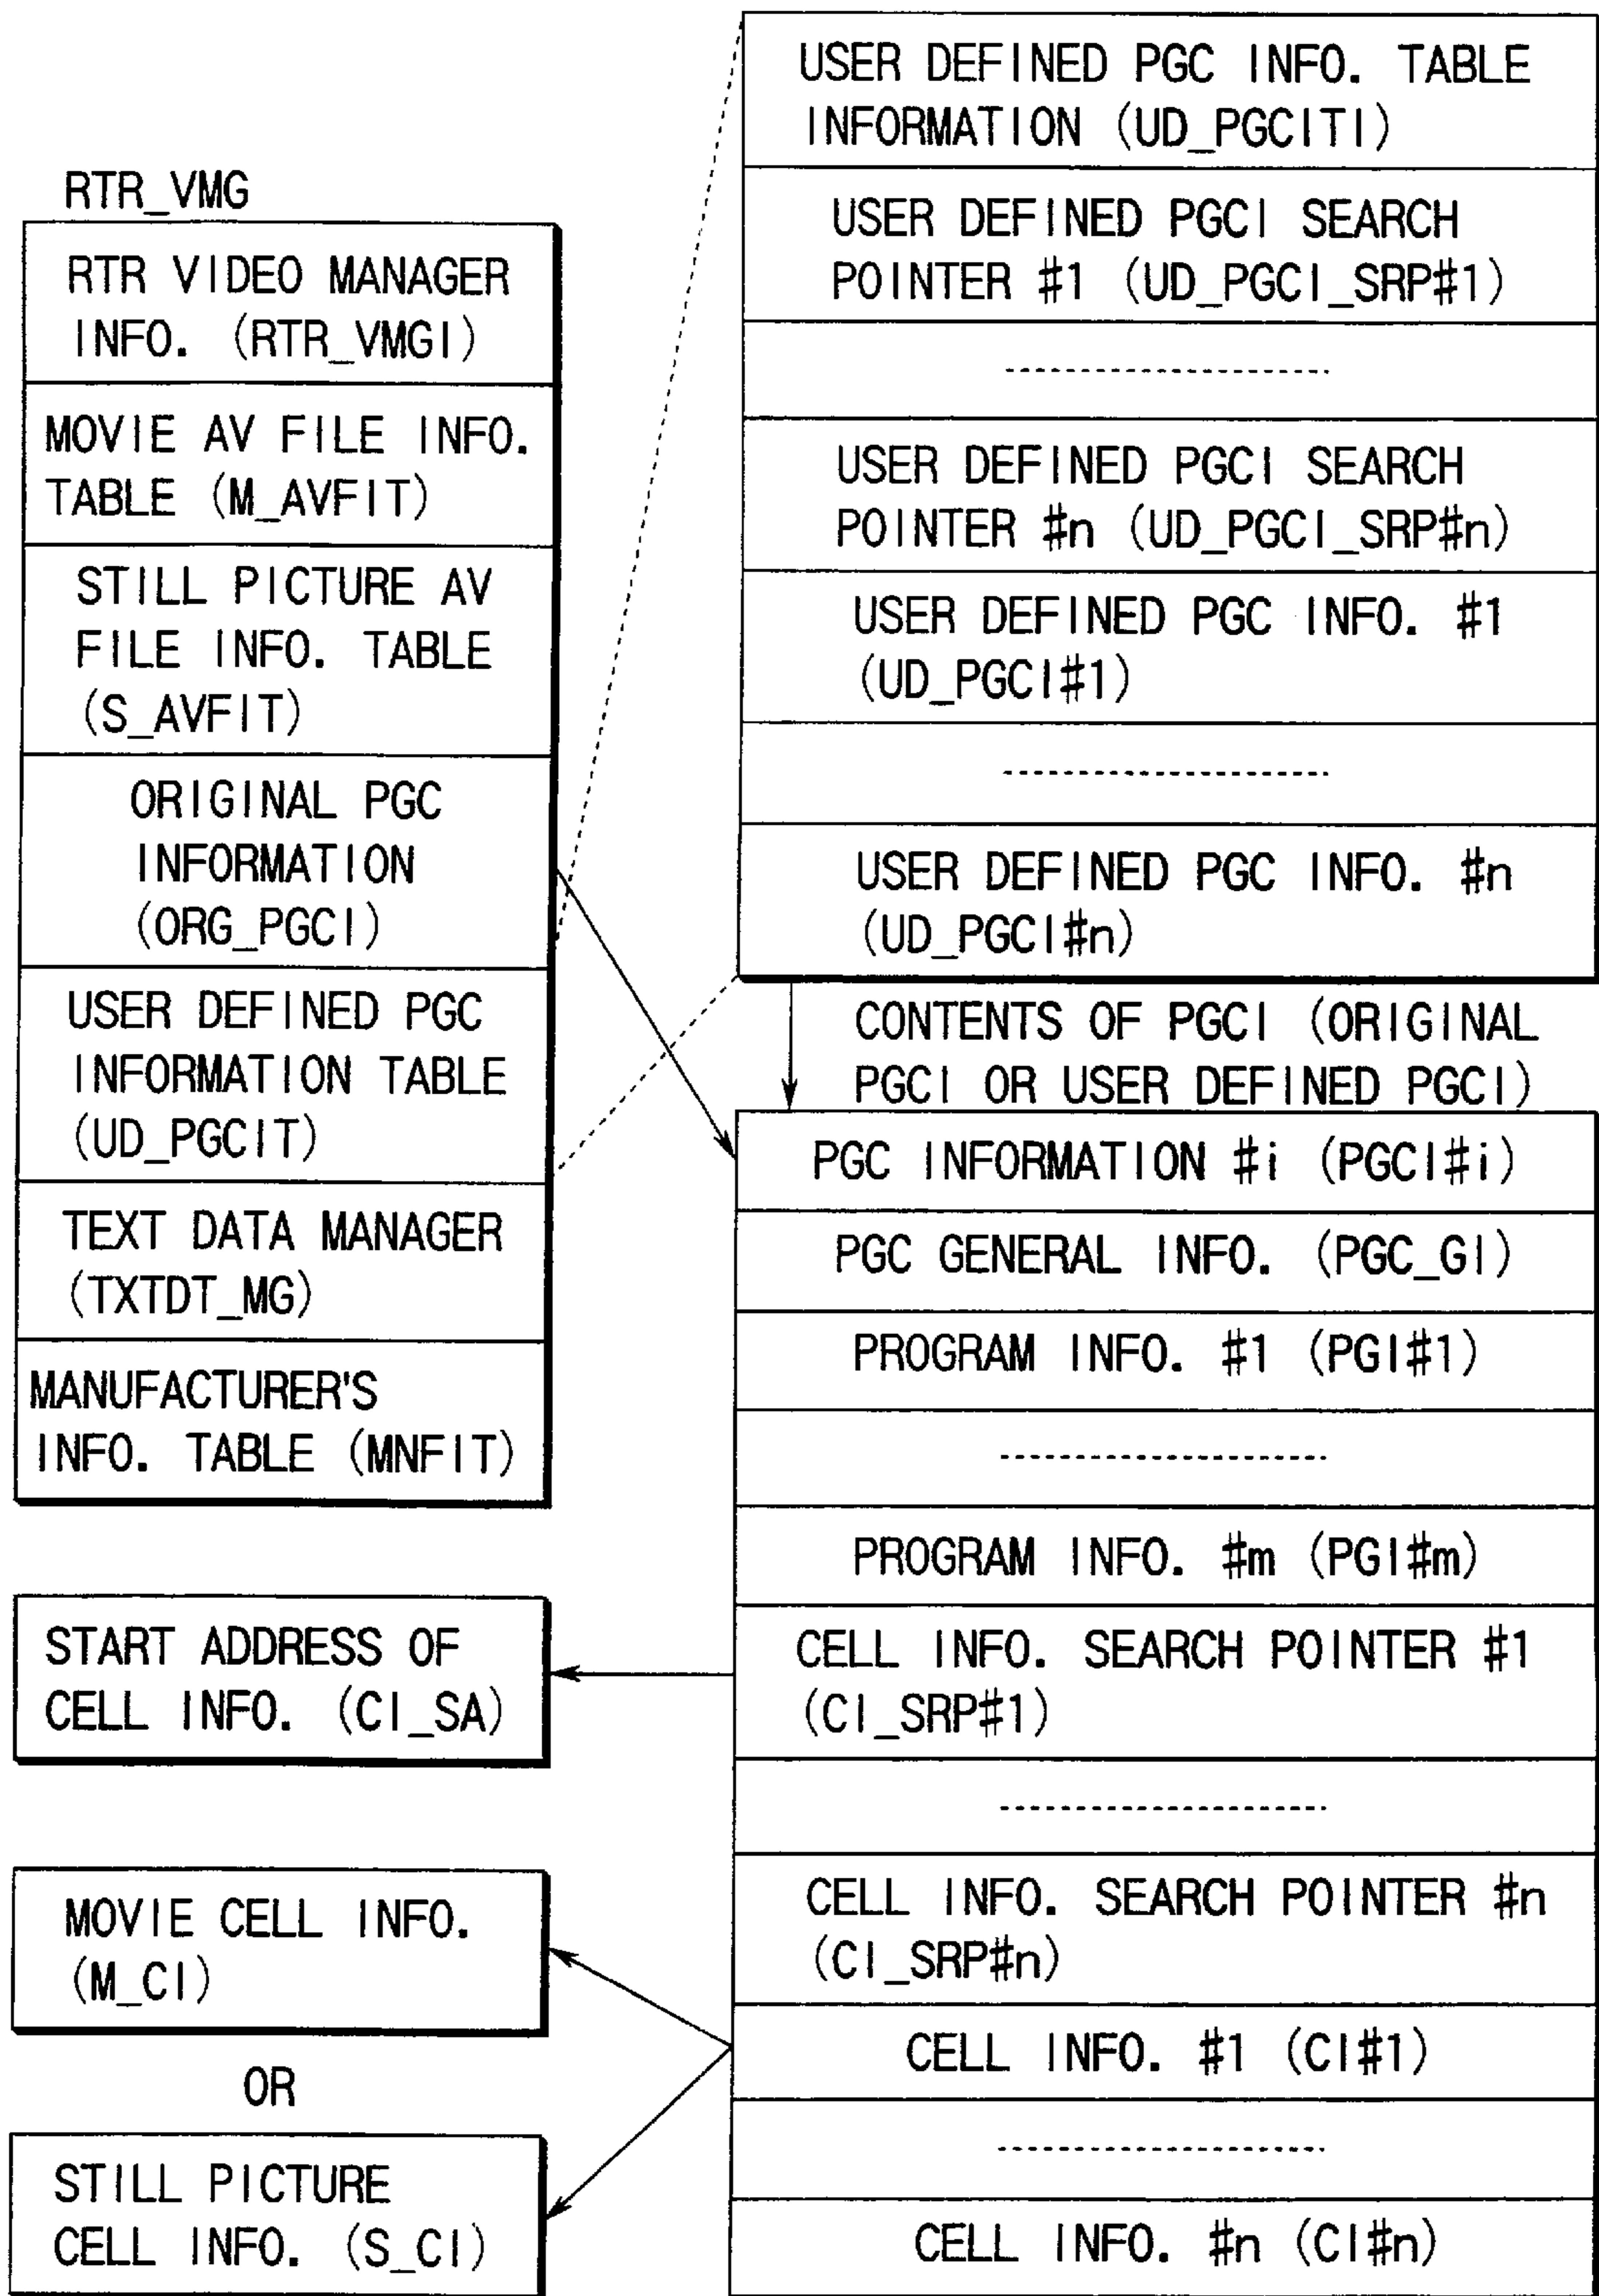 RTR_VMG
RTR VIDEO MANAGER
INFO. (RTR_VMGI)
MOVIE AV FILE INFO.
TABLE (M_AVFIT)
STILL PICTURE AV
FILE INFO. TABLE
(S_AVFIT)
ORIGINAL PGC
INFORMATION
(ORG_PGCI)
USER DEFINED PGC
INFORMATION TABLE
(UD_PGCIT)
TEXT DATA MANAGER
(TXTDT_MG)
MANUFACTURER'S
INFO. TABLE (MNFIT)
START ADDRESS OF
CELL INFO. (CI_SA)
MOVIE CELL INFO.
(M_CI)
OR
STILL PICTURE
CELL INFO. (S_CI)
USER DEFINED PGC INFO. TABLE
INFORMATION (UD_PGCITI)
USER DEFINED PGCI SEARCH
POINTER #1 (UD_PGCI_SRP#1)
USER DEFINED PGCI SEARCH
POINTER #n (UD_PGCI_SRP#n)
USER DEFINED PGC INFO. #1
(UD_PGCI#1)
USER DEFINED PGC INFO. #n
(UD_PGCI#n)
CONTENTS OF PGCI (ORIGINAL
PGCI OR USER DEFINED PGCI)
PGC INFORMATION #i (PGCI#i)
PGC GENERAL INFO. (PGC_GI)
PROGRAM INFO. #1 (PGI#1)
PROGRAM INFO. #m (PGI#m)
CELL INFO. SEARCH POINTER #1
(CI_SRP#1)
CELL INFO. SEARCH POINTER #n
(CI_SRP#n)
CELL INFO. #1 (CI#1)
CELL INFO. #n (CI#n)